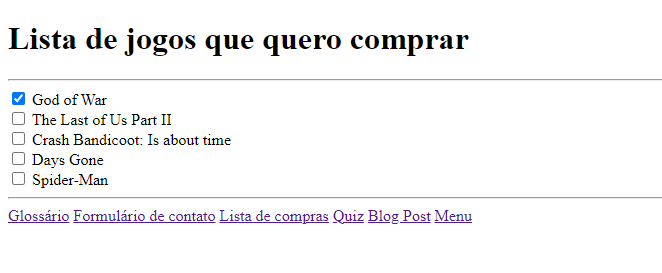 Lista de jogos que quero comprar
God of War
The Last of Us Part II
Crash Bandicoot: Is about time
Days Gone
Spider-Man
Glossário Formulário de contato Lista de compras Quiz Blog Post Menu